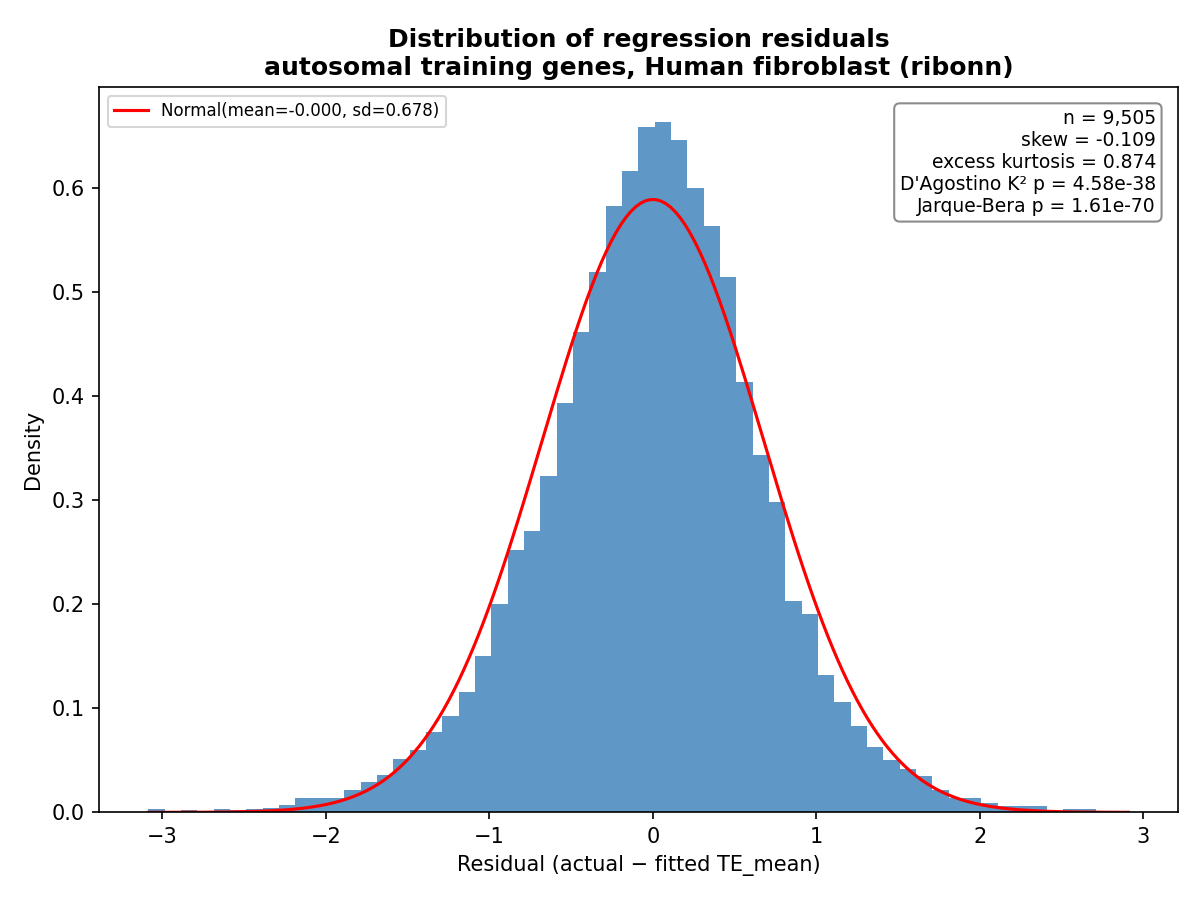 Distribution of regression residuals
autosomal training genes, Human fibroblast (ribonn)
Normal(mean=-0.000, sd=0.678)
n = 9,505
skew = -0.109
excess kurtosis = 0.874
D'Agostino K² p = 4.58e-38
Jarque-Bera p = 1.61e-70
Density
0.6
0.5
0.4
0.3
0.2
0.1
0.0
−3
−2
−1
0
1
2
3
Residual (actual − fitted TE_mean)